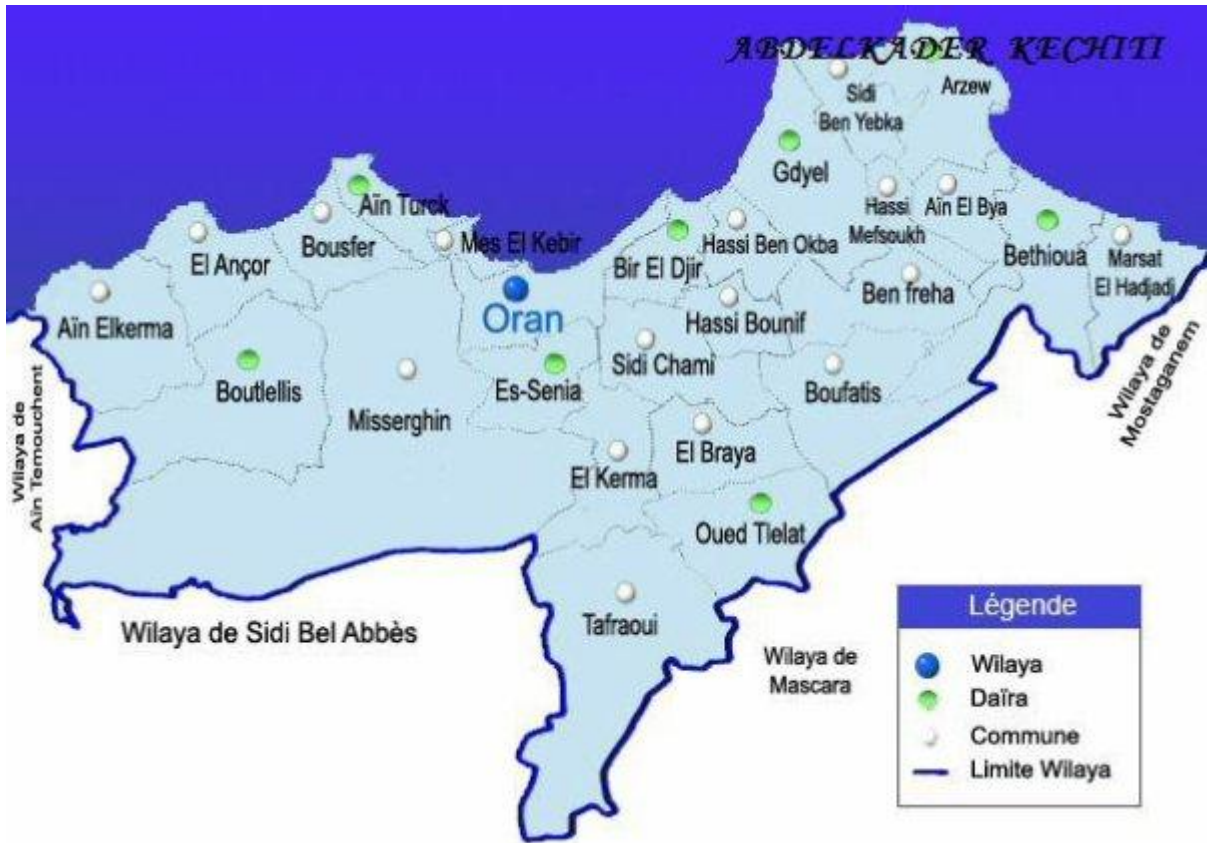 ABDELKADER KECHITI
Sidi
Ben Yebka
Arzew
Gdyel
Aïn Turck
Hassi
Mefsoukh
Aïn El Bya
Bousfer
Mes El Kebir
El Ançor
Hassi Ben Okba
Bir El Djir
Bethioua
Marsat
El Hadjadj
Ben freha
Aïn Elkerma
Oran
Hassi Bounif
Sidi Chami
Boutlellis
Es-Senia
Boufatis
Misserghin
El Braya
El Kerma
Oued Tlelat
Tafraoui
Wilaya de
Aïn Temouchent
Wilaya de
Mostaganem
Wilaya de Sidi Bel Abbès
Wilaya de
Mascara
Légende
Wilaya
Daïra
Commune
Limite Wilaya